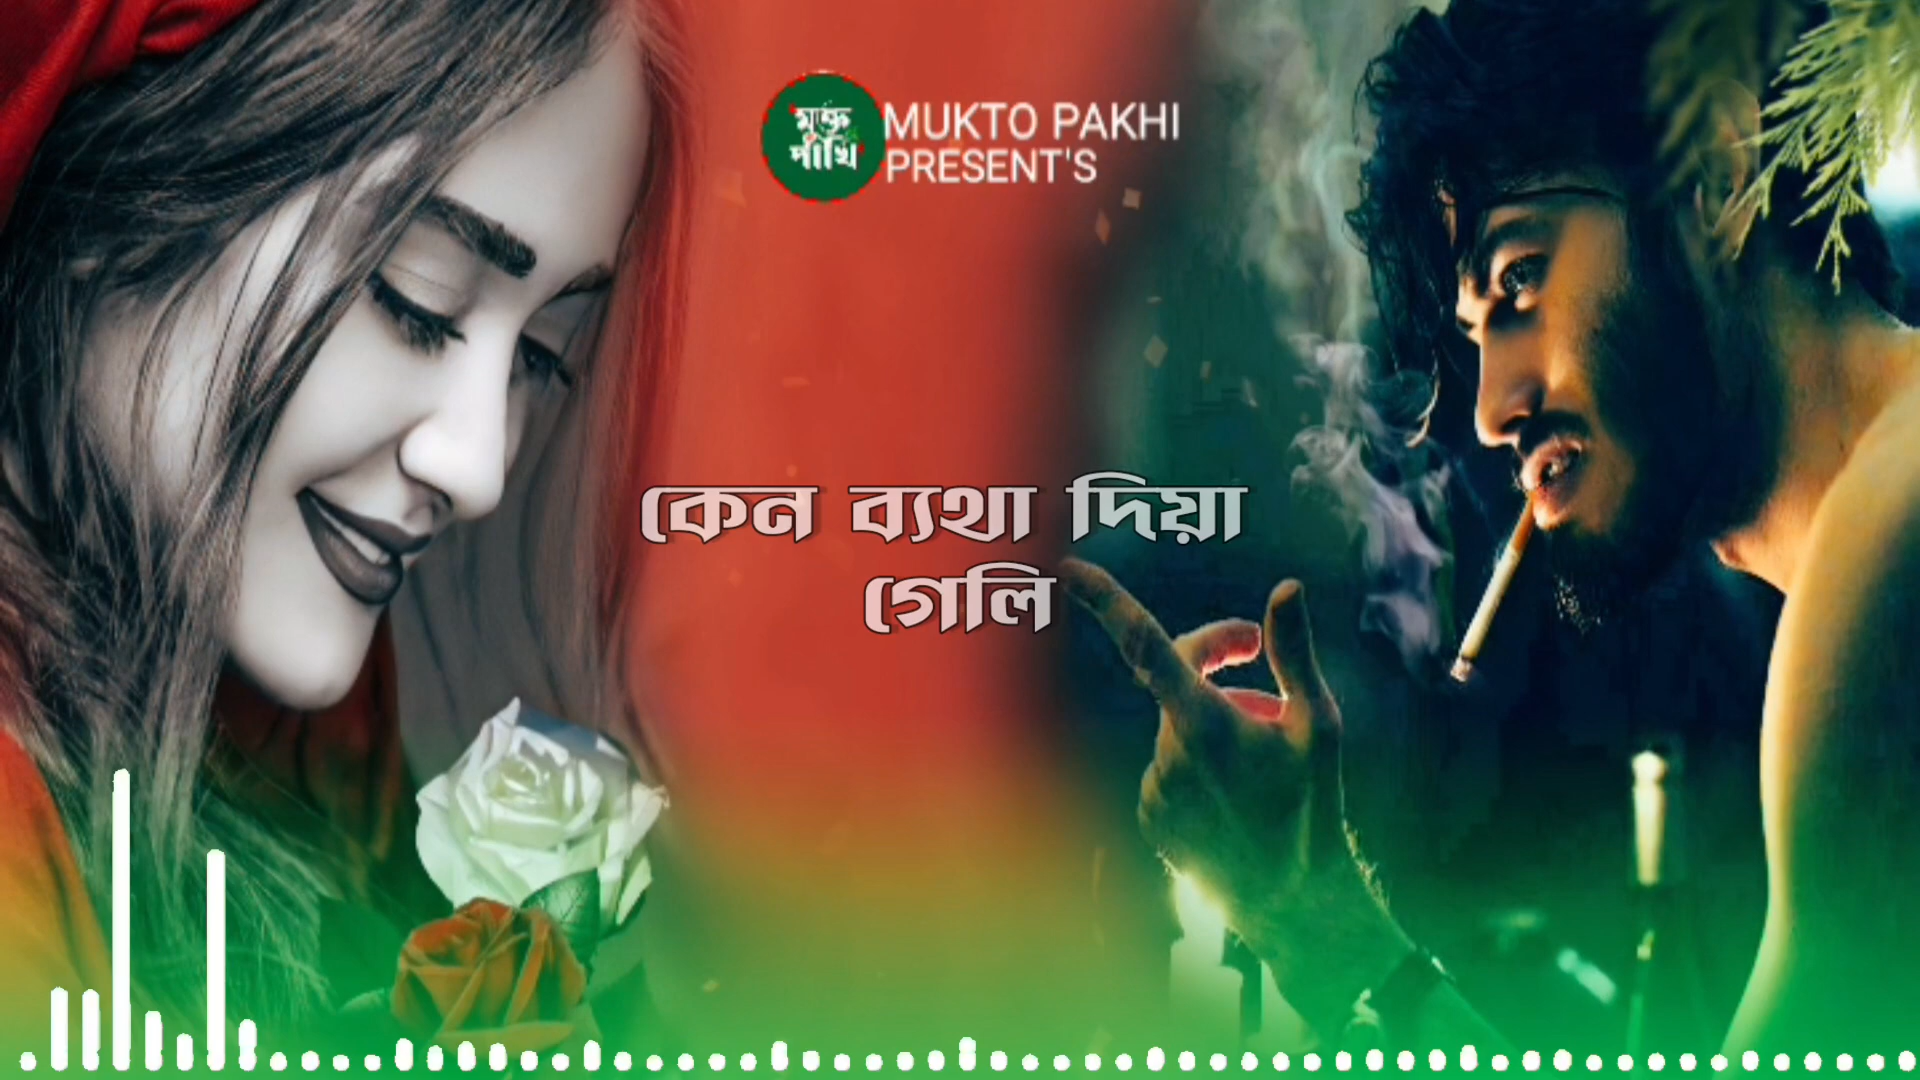 মুক্ত
পাখি
MUKTO PAKHI
PRESENT'S
কেন ব্যথা দিয়া
গেলি